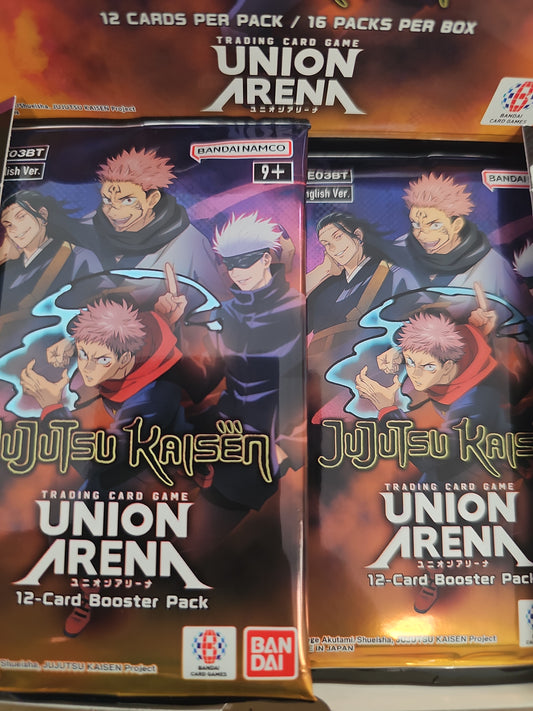 12 CARDS PER PACK / 16 PACKS PER BOX
TRADING CARD GAME
UNION
ARENA
ユニオンアリーナ
Shueisha, JUJUTSU KAISEN Project
BANDAI
CARD GAMES
E03BT
lish Ver.
BANDAI NAMCO
9+
JUJUTSU KAISEN
TRADING CARD GAME
UNION
ARENA
ユニオンアリーナ
12-Card Booster Pack
Shueisha, JUJUTSU KAISEN Project
BANDAI
CARD GAMES
BAN
DAI
E03BT
nglish Ver.
BANDAI
JUJUTSU KAIS
TRADING CARD GAME
UNION
ARENA
ユニオンアリーナ
12-Card Booster Pack
ge Akutami, Shueisha, JUJUTSU KAISEN Project
E IN JAPAN